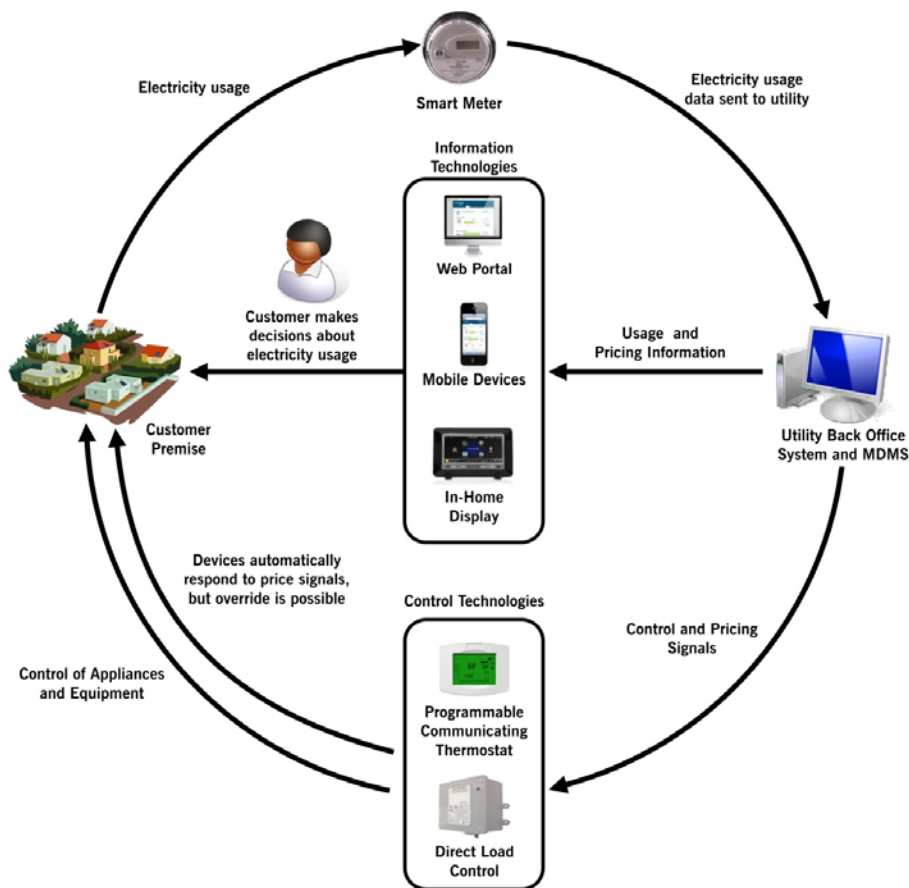 Electricity usage
Smart Meter
Electricity usage
data sent to utility
Information
Technologies
Web Portal
Customer makes
decisions about
electricity usage
Mobile Devices
Usage and
Pricing Information
Customer
Premise
Utility Back Office
System and MDMS
In-Home
Display
Devices automatically
respond to price signals,
but override is possible
Control Technologies
Control and Pricing
Signals
Control of Appliances
and Equipment
Programmable
Communicating
Thermostat
Direct Load
Control